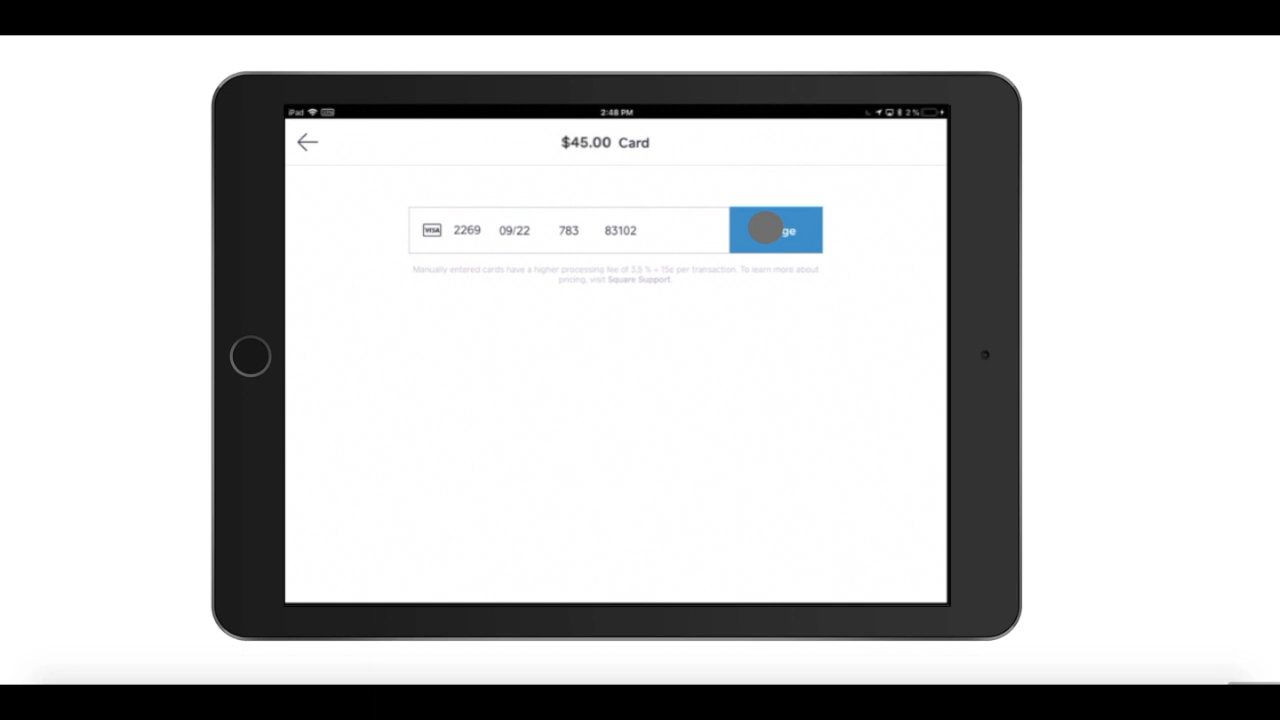 iPad 2:48 PM 2%
$45.00 Card
VISA 2269 09/22 783 83102
Manually entered cards have a higher processing fee of 3.5 % + 15¢ per transaction. To learn more about
pricing, visit Square Support.